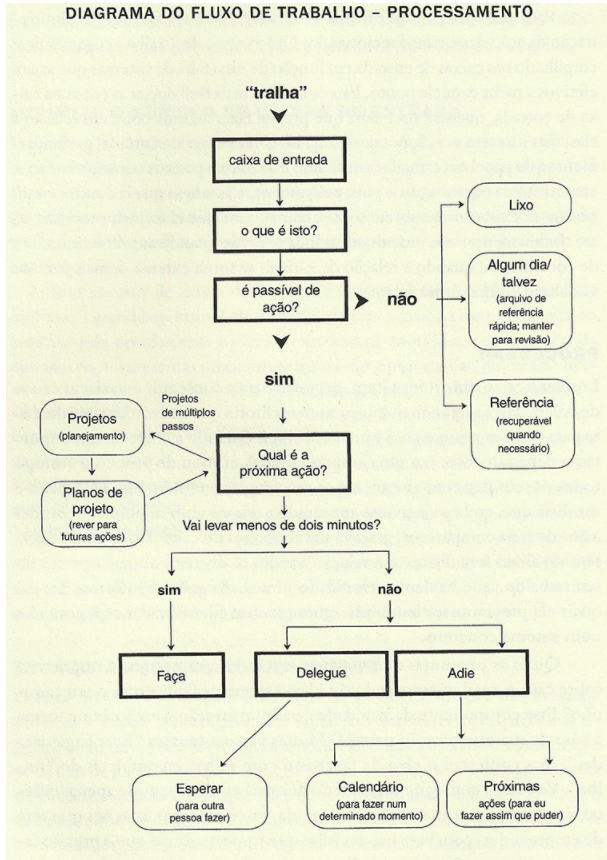 DIAGRAMA DO FLUXO DE TRABALHO – PROCESSAMENTO
“tralha”
caixa de entrada
o que é isto?
é passível de
ação?
não
Lixo
Algum dia/
talvez
(arquivo de
referência
rápida; manter
para revisão)
Referência
(recuperável
quando
necessário)
sim
Projetos
(planejamento)
Projetos
de múltiplos
passos
Planos de
projeto
(rever para
futuras ações)
Qual é a
ação?
Vai levar menos de dois minutos?
sim
não
Faça
Delegue
Adie
Esperar
(para outra
pessoa fazer)
Calendário
(para fazer num
determinado momento)
Próximas
ações (para eu
fazer assim que puder)